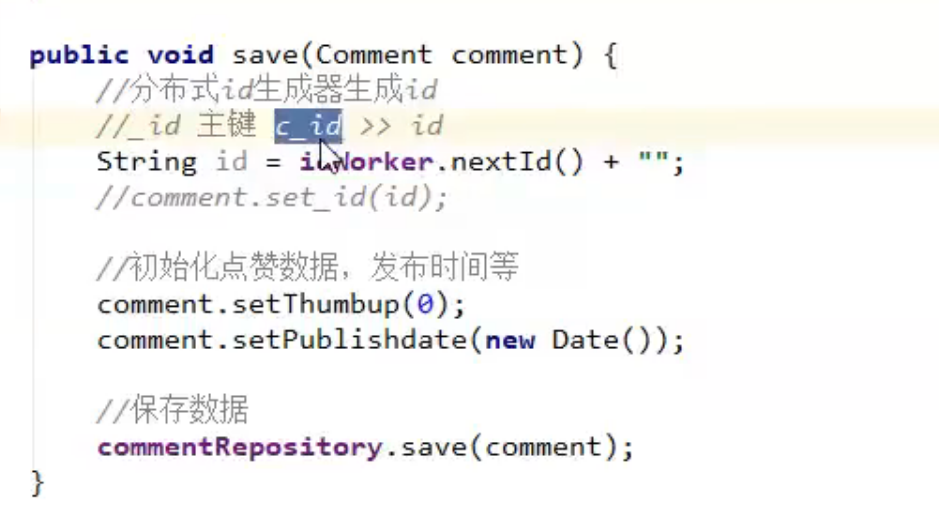 public void save(Comment comment) {
//分布式id生成器生成id
//_id 主键 c_id >> id
String id = idWorker.nextId() + "";
//comment.set_id(id);
//初始化点赞数据，发布时间等
comment.setThumbup(0);
comment.setPublishdate(new Date());
//保存数据
commentRepository.save(comment);
}